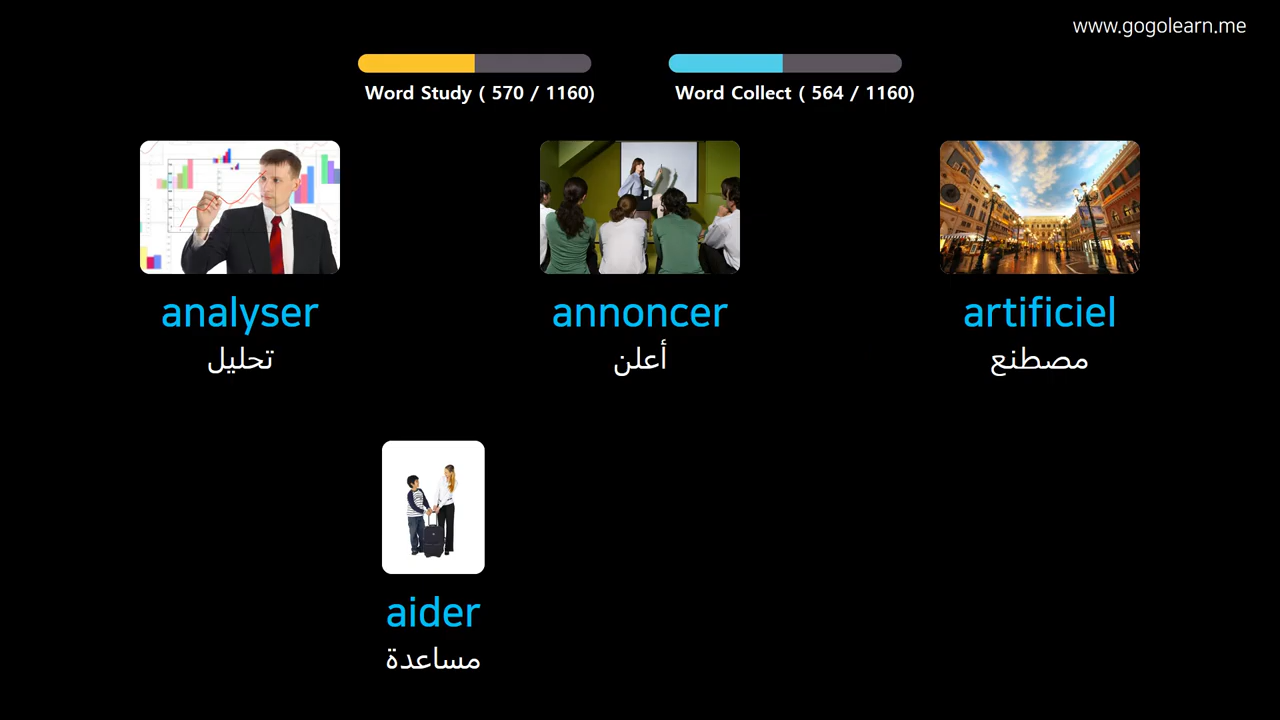 www.gogolearn.me
Word Study ( 570 / 1160)
Word Collect ( 564 / 1160)
analyser
تحليل
annoncer
أعلن
artificiel
مصطنع
aider
مساعدة